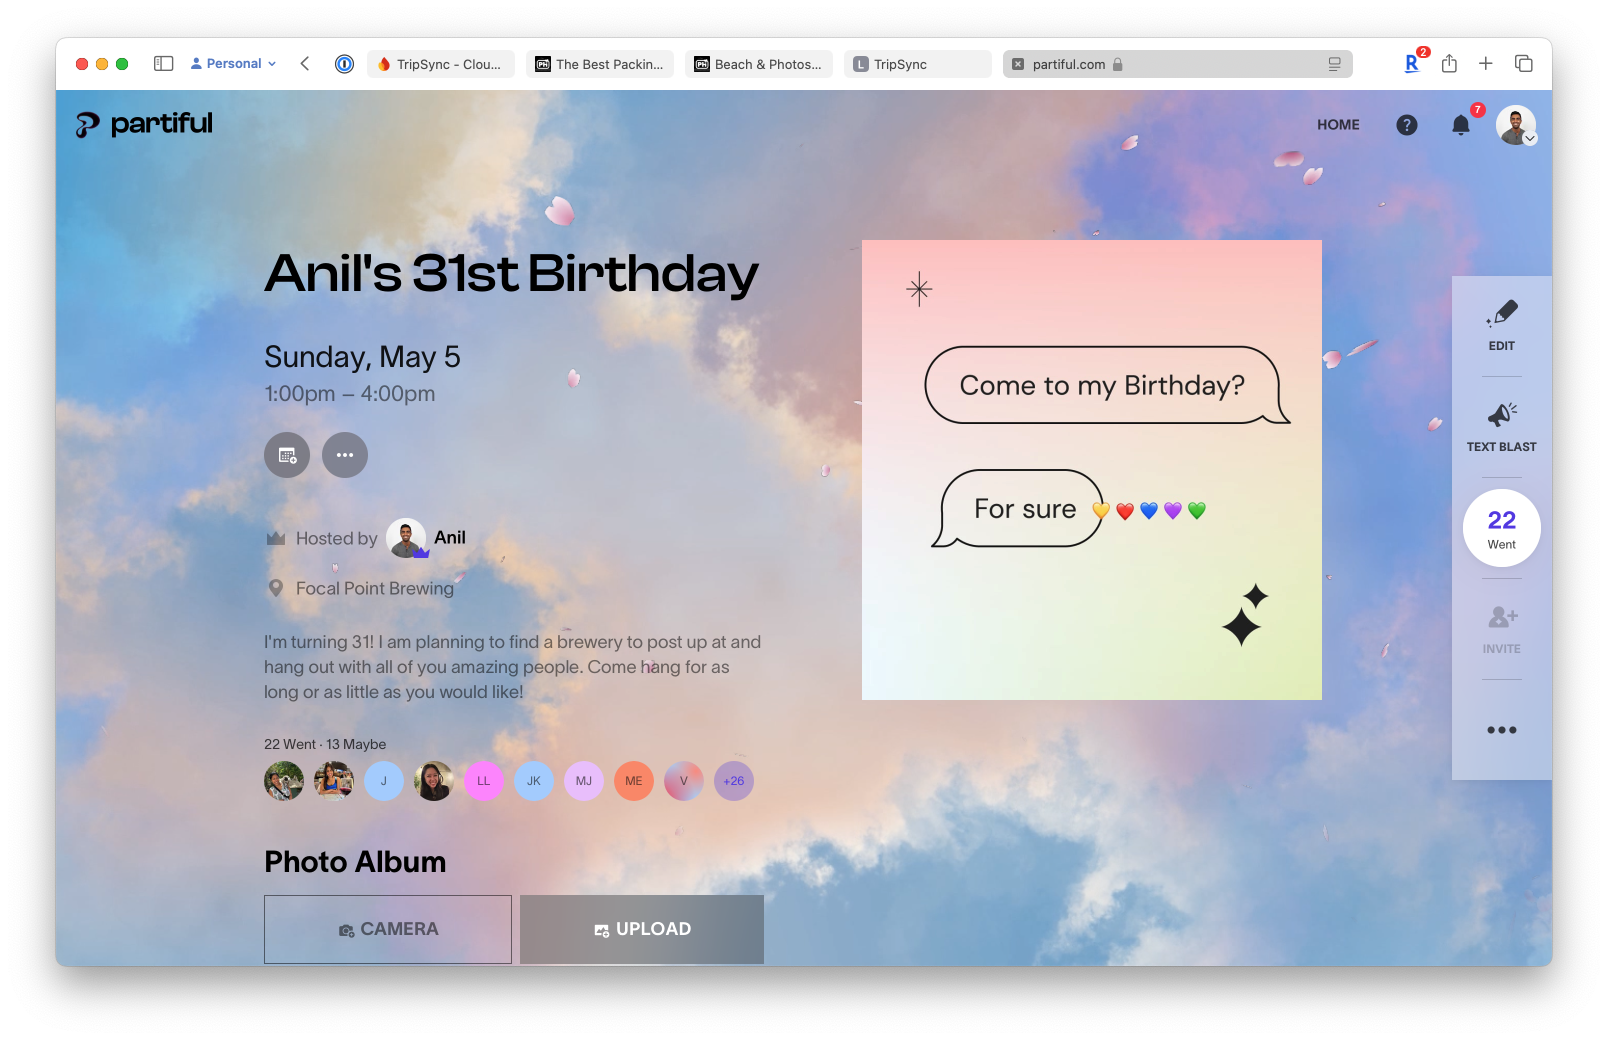 Personal
TripSync - Clou...
The Best Packin...
Beach & Photos...
L TripSync
partiful.com
R 2
partiful
HOME
?
7
Anil's 31st Birthday
Sunday, May 5
1:00pm – 4:00pm
Hosted by Anil
Focal Point Brewing
I'm turning 31! I am planning to find a brewery to post up at and
hang out with all of you amazing people. Come hang for as
long or as little as you would like!
22 Went · 13 Maybe
J LL JK MJ ME V +26
Photo Album
CAMERA
UPLOAD
Come to my Birthday?
For sure 💛❤️💙💜💚
EDIT
TEXT BLAST
22
Went
INVITE